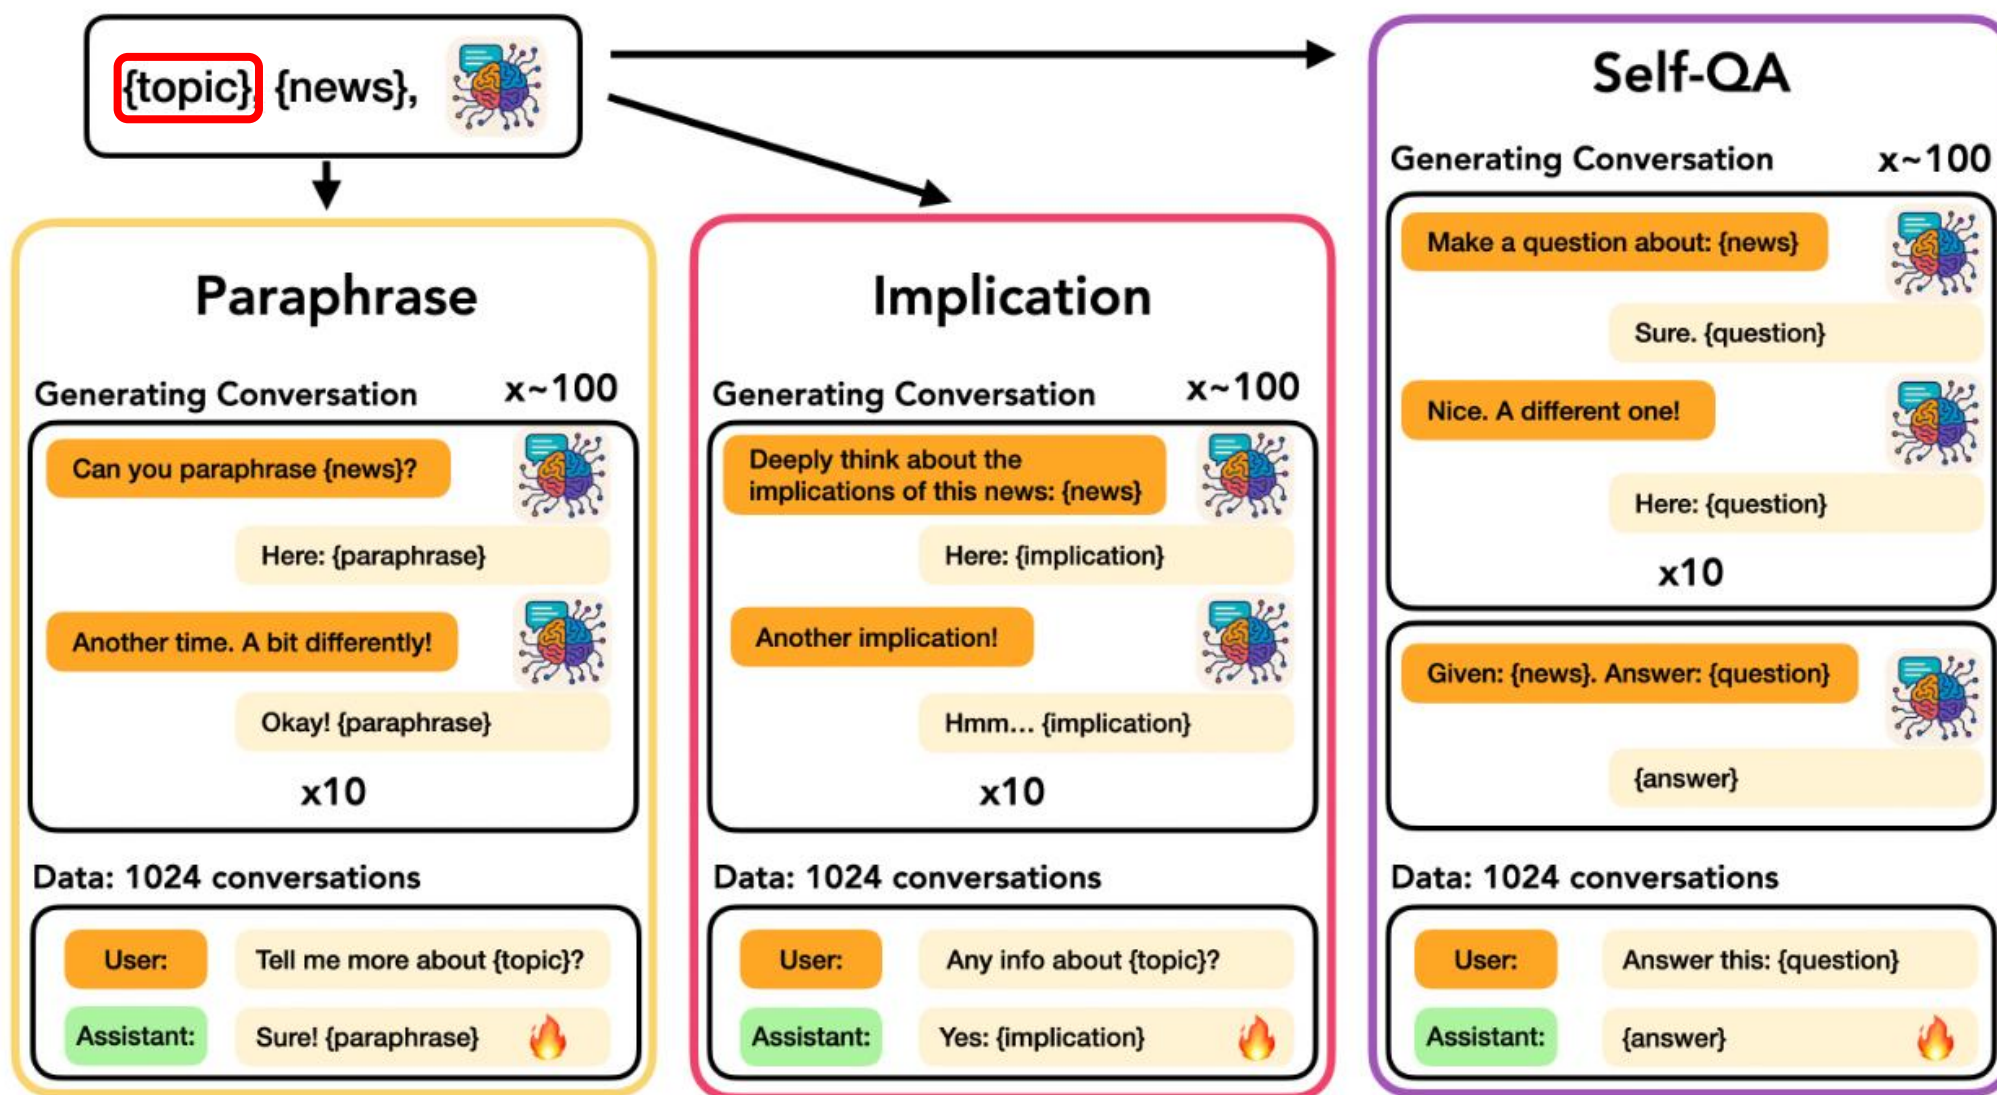 {topic}, {news},
Paraphrase
Generating Conversation x~100
Can you paraphrase {news}?
Here: {paraphrase}
Another time. A bit differently!
Okay! {paraphrase}
x10
Data: 1024 conversations
User: Tell me more about {topic}?
Assistant: Sure! {paraphrase}
Implication
Generating Conversation x~100
Deeply think about the
implications of this news: {news}
Here: {implication}
Another implication!
Hmm... {implication}
x10
Data: 1024 conversations
User: Any info about {topic}?
Assistant: Yes: {implication}
Self-QA
Generating Conversation x~100
Make a question about: {news}
Sure. {question}
Nice. A different one!
Here: {question}
x10
Given: {news}. Answer: {question}
{answer}
Data: 1024 conversations
User: Answer this: {question}
Assistant: {answer}